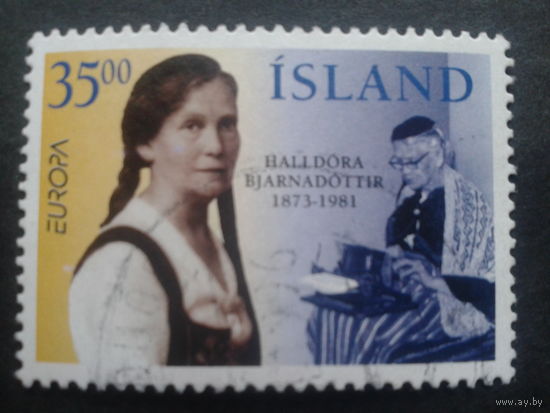 35.00
ÍSLAND
EUROPA
HALLDÓRA
BJARNADÓTTIR
1873-1981
www.ay.by